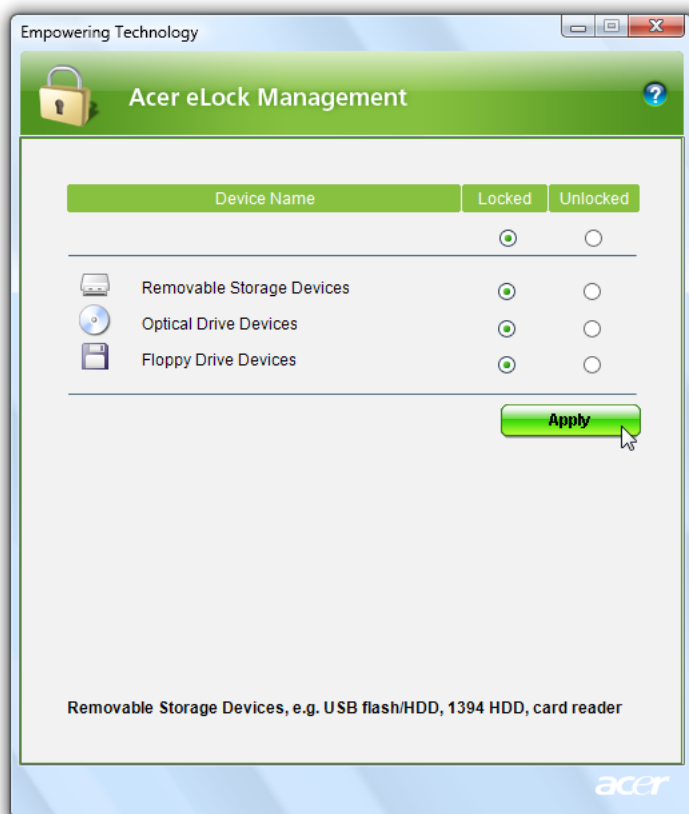 Empowering Technology
Acer eLock Management
Device Name Locked Unlocked
Removable Storage Devices
Optical Drive Devices
Floppy Drive Devices
Apply
Removable Storage Devices, e.g. USB flash/HDD, 1394 HDD, card reader
acer